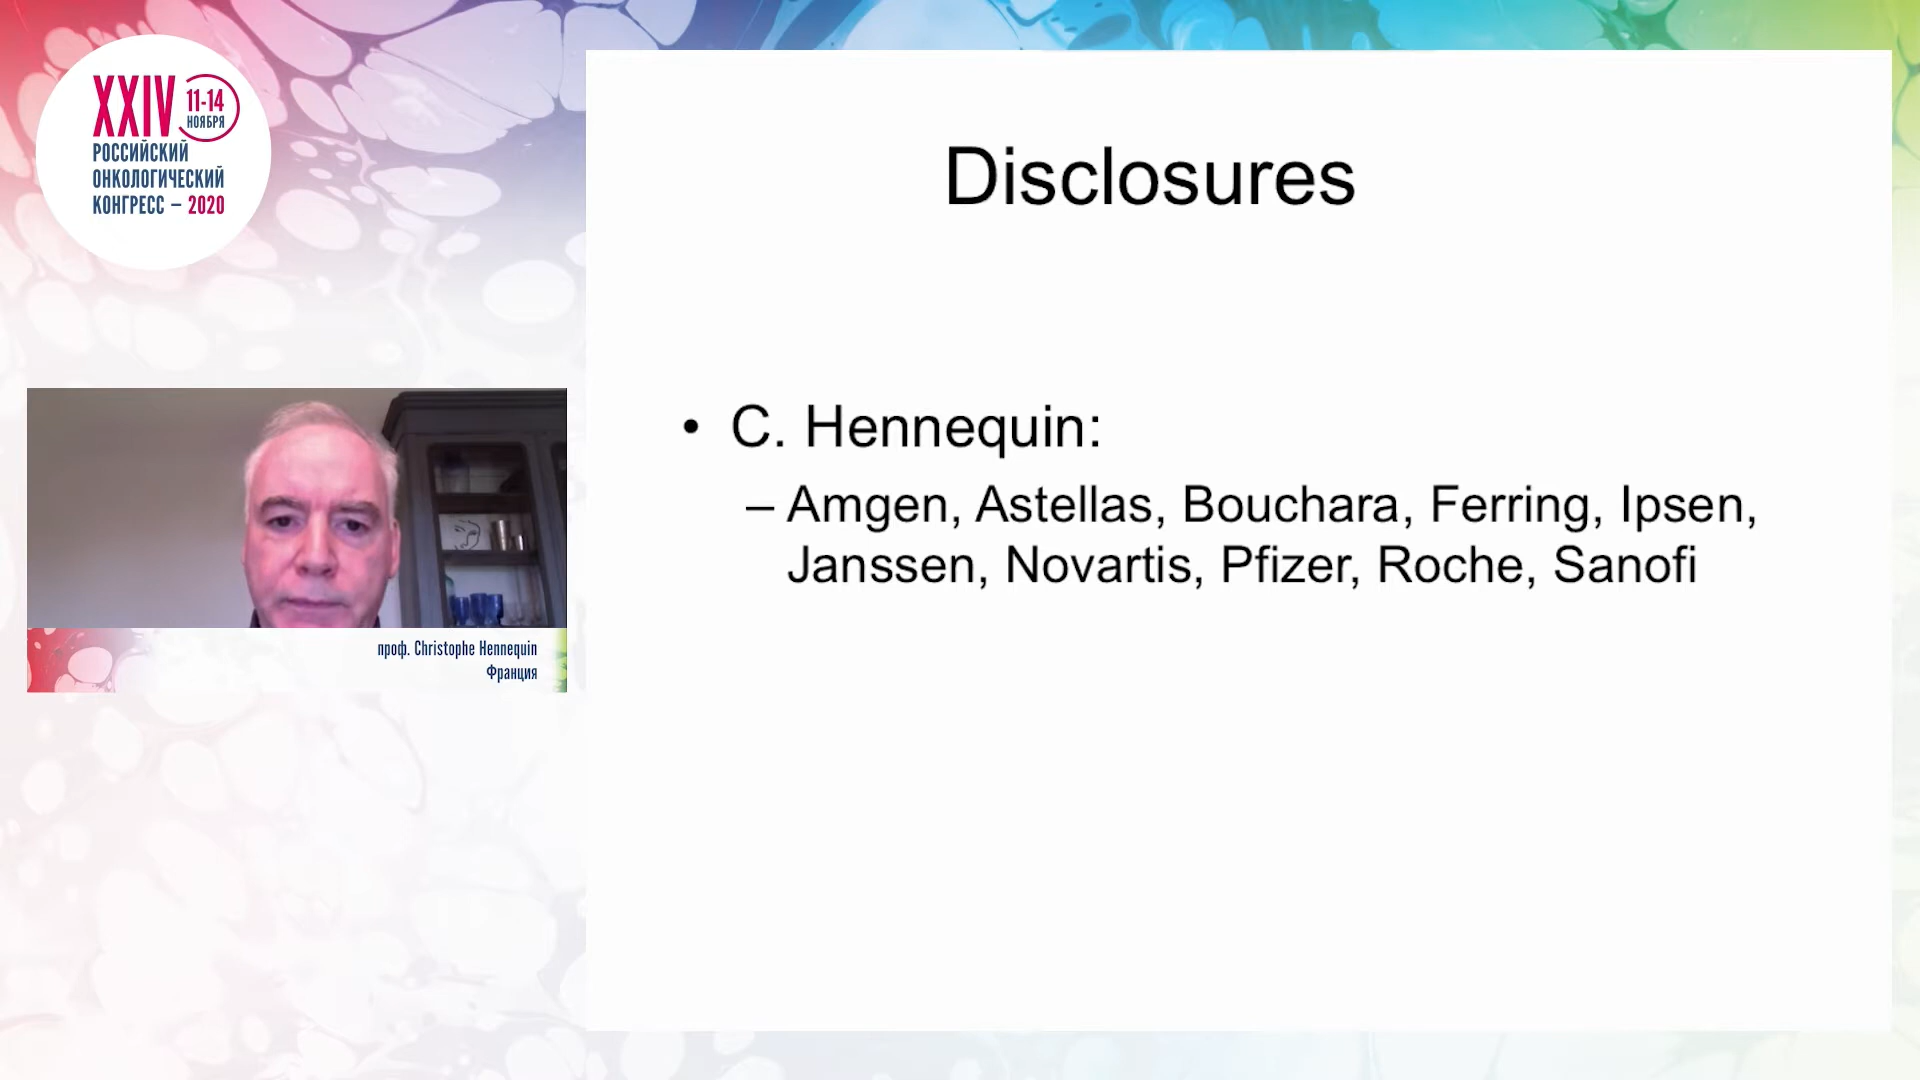 XXIV 11-14
НОЯБРЯ
РОССИЙСКИЙ
ОНКОЛОГИЧЕСКИЙ
КОНГРЕСС – 2020
Disclosures
• C. Hennequin:
– Amgen, Astellas, Bouchara, Ferring, Ipsen,
Janssen, Novartis, Pfizer, Roche, Sanofi
проф. Christophe Hennequin
Франция